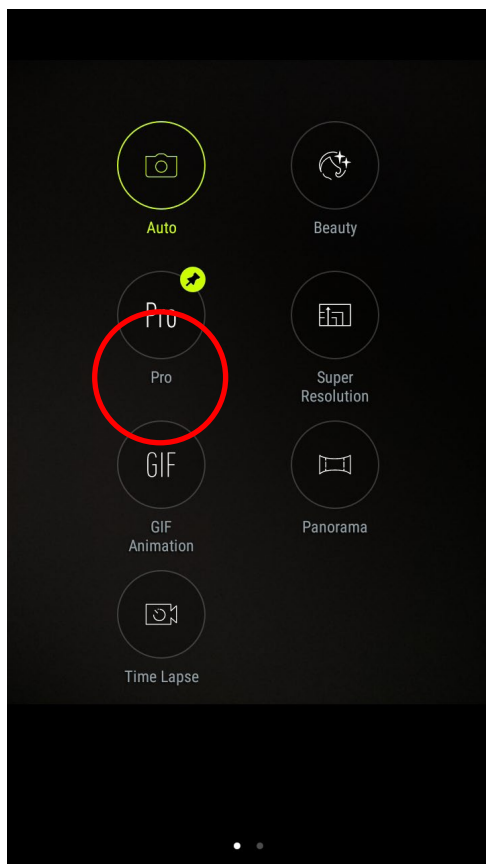 Auto
Beauty
Pro
Pro
Super
Resolution
GIF
GIF
Animation
Panorama
Time Lapse